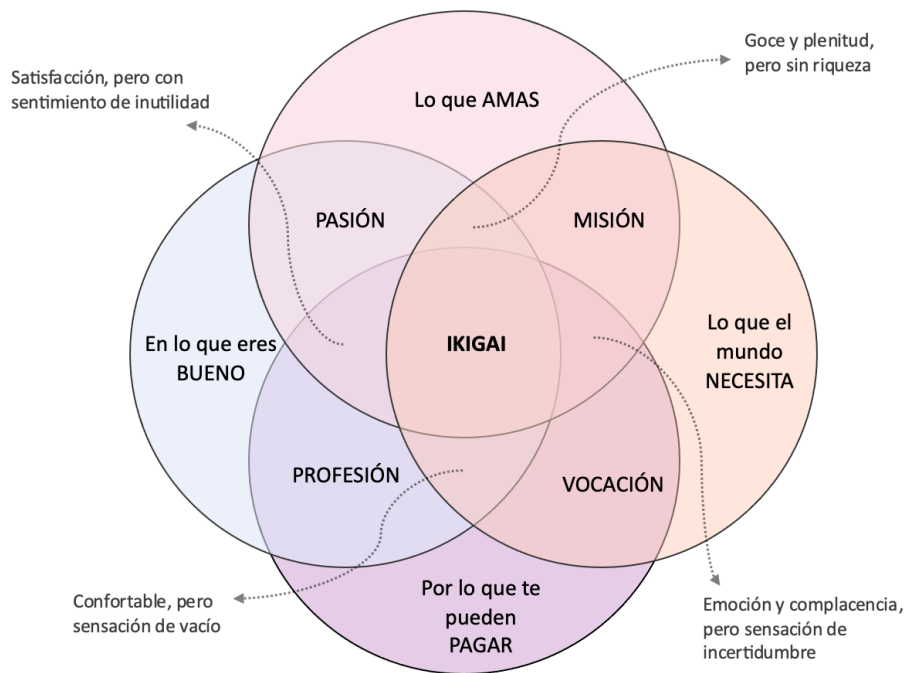 Goce y plenitud,
pero sin riqueza
Satisfacción, pero con
sentimiento de inutilidad
Lo que AMAS
PASIÓN
MISIÓN
En lo que eres
BUENO
IKIGAI
Lo que el
mundo
NECESITA
PROFESIÓN
VOCACIÓN
Por lo que te
pueden
PAGAR
Confortable, pero
sensación de vacío
Emoción y complacencia,
pero sensación de
incertidumbre